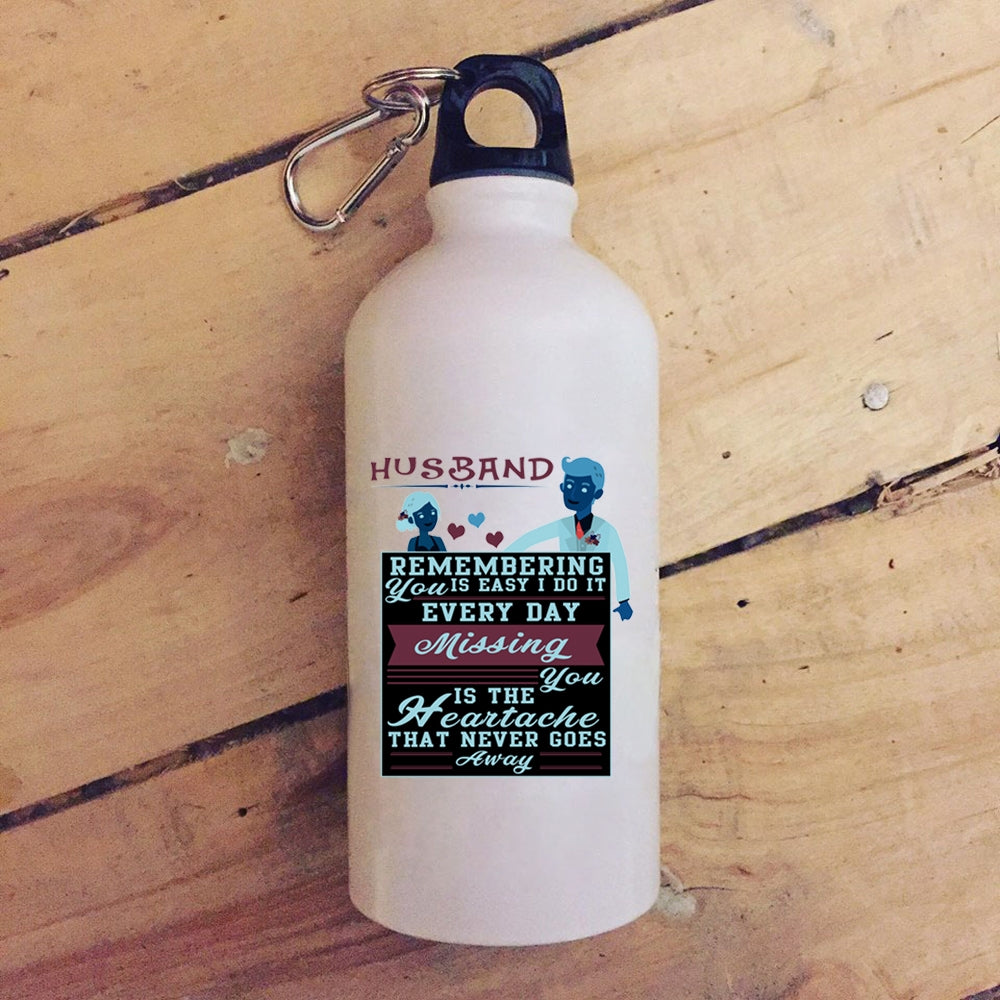 HUSBAND
REMEMBERING
You IS EASY I DO IT
EVERY DAY
Missing
You
IS THE
Heartache
THAT NEVER GOES
Away